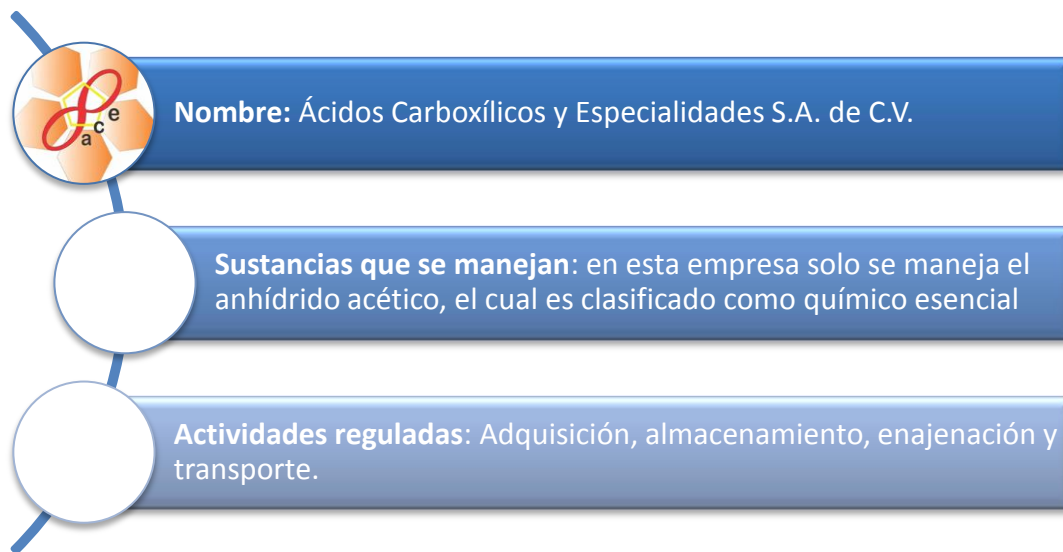 Nombre: Ácidos Carboxílicos y Especialidades S.A. de C.V.
a c e
Sustancias que se manejan: en esta empresa solo se maneja el
anhídrido acético, el cual es clasificado como químico esencial
Actividades reguladas: Adquisición, almacenamiento, enajenación y
transporte.